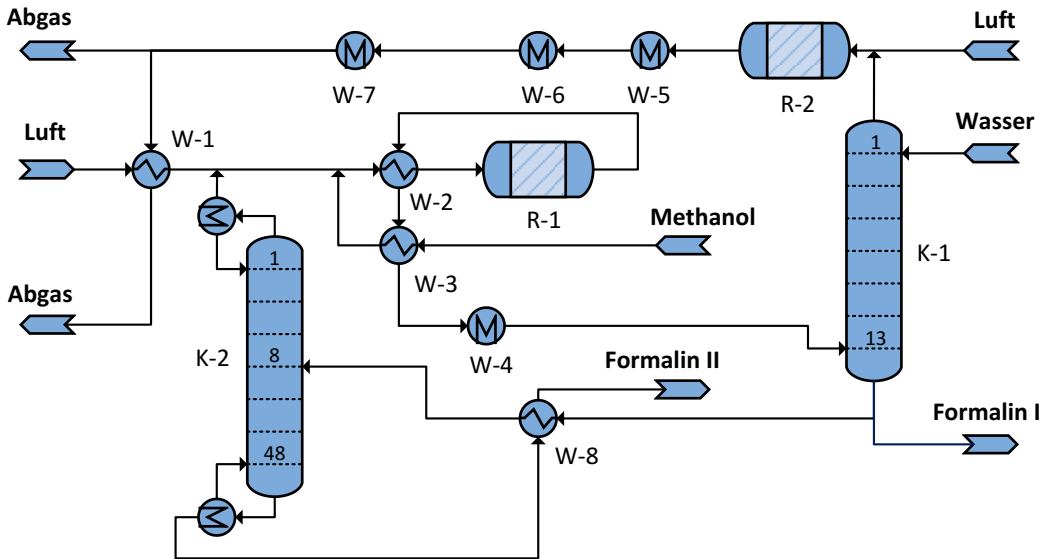 Abgas
Luft
W-7
W-6
W-5
R-2
Luft
W-1
Wasser
1
W-2
R-1
Methanol
K-1
1
W-3
Abgas
13
K-2
8
W-4
Formalin II
Formalin I
48
W-8